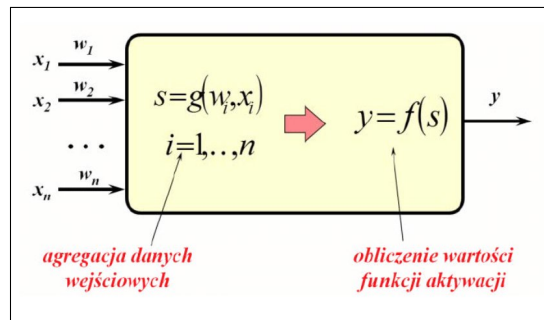 w₁
x₁
w₂
x₂
. . .
wₙ
xₙ
s=g(wᵢ,xᵢ)
i=1,..,n
y=f(s)
y
agregacja danych
wejściowych
obliczenie wartości
funkcji aktywacji